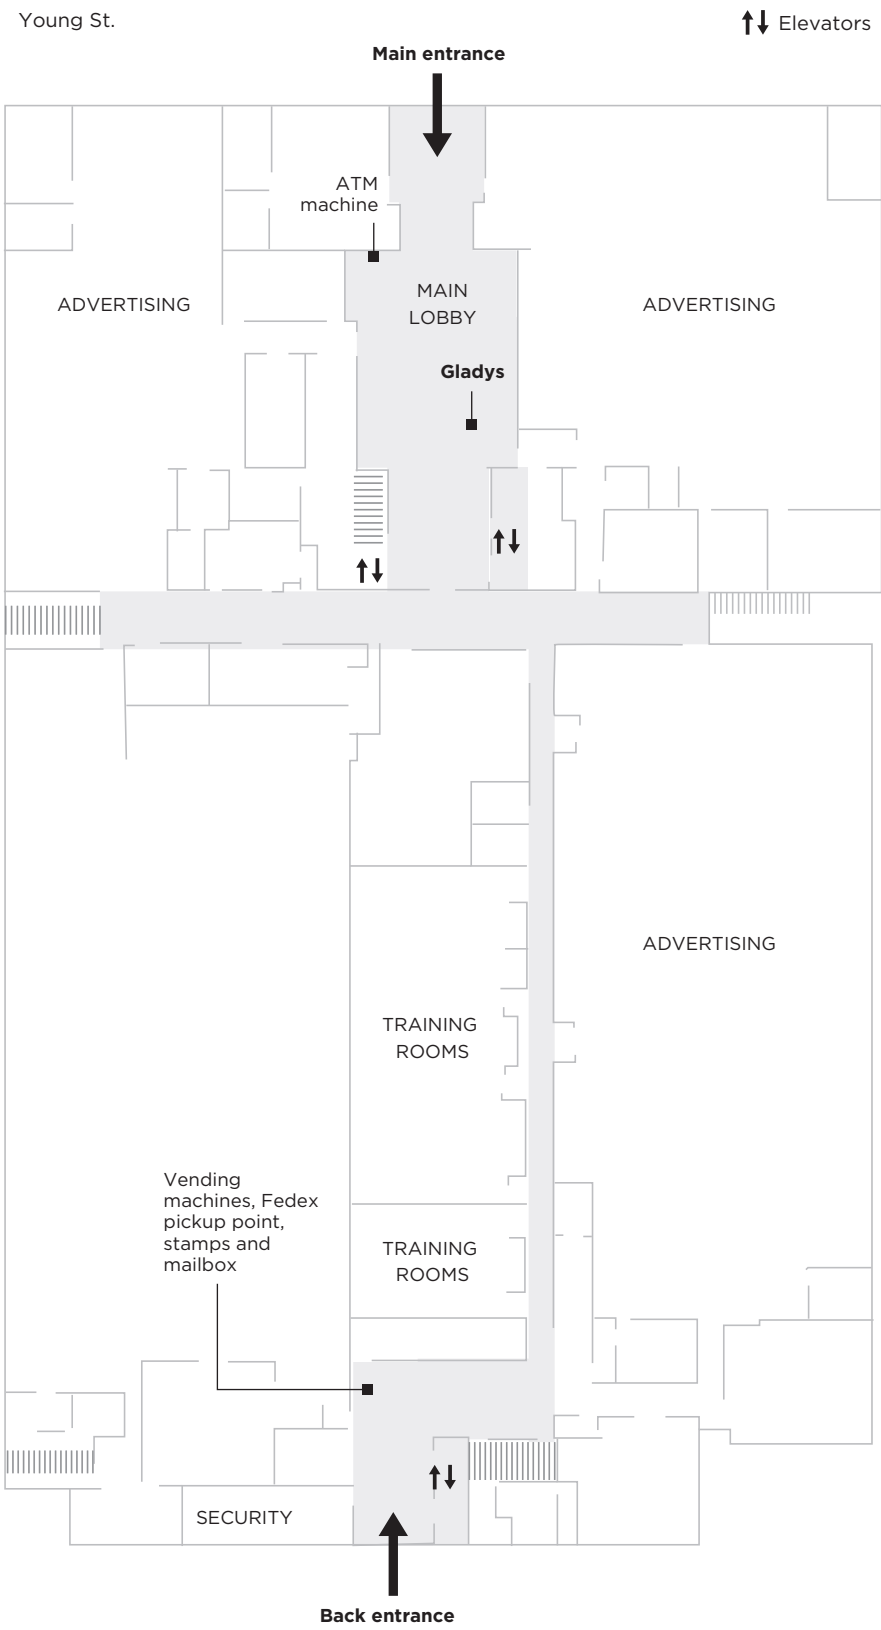 Young St.
Elevators
Main entrance
ATM
machine
ADVERTISING
MAIN
LOBBY
ADVERTISING
Gladys
ADVERTISING
TRAINING
ROOMS
Vending
machines, Fedex
pickup point,
stamps and
mailbox
TRAINING
ROOMS
SECURITY
Back entrance